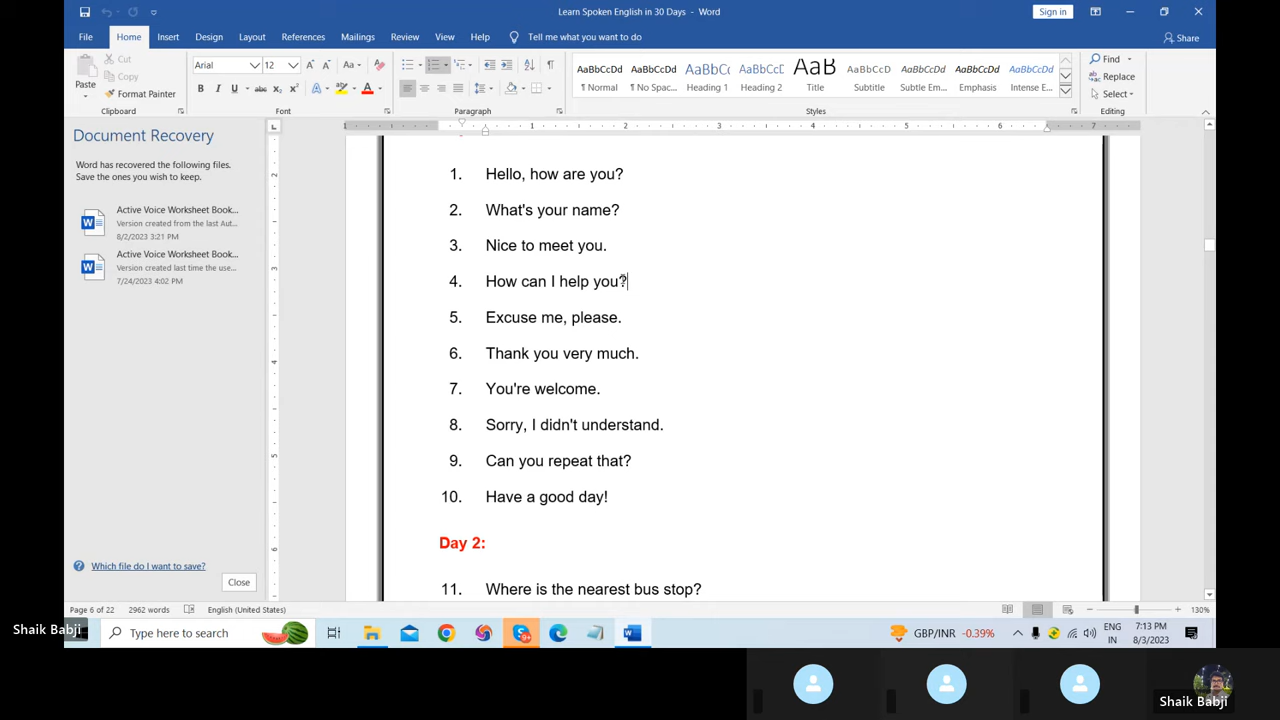 Learn Spoken English in 30 Days - Word
Sign in
File Home Insert Design Layout References Mailings Review View Help Tell me what you want to do
Share
Paste
Cut
Copy
Format Painter
Clipboard
Arial 12
Font
Paragraph
AaBbCcDd AaBbCcDd AaBbCc AaBbCcC AaB AaBbCcD AaBbCcDd AaBbCcDd AaBbCcDd
¶ Normal ¶ No Spac... Heading 1 Heading 2 Title Subtitle Subtle Em... Emphasis Intense E...
Styles
Find
Replace
Select
Editing
Document Recovery
Word has recovered the following files.
Save the ones you wish to keep.
Active Voice Worksheet Book...
Version created from the last Aut...
8/2/2023 3:21 PM
Active Voice Worksheet Book...
Version created last time the use...
7/24/2023 4:02 PM
Which file do I want to save?
Close
1. Hello, how are you?
2. What's your name?
3. Nice to meet you.
4. How can I help you?
5. Excuse me, please.
6. Thank you very much.
7. You're welcome.
8. Sorry, I didn't understand.
9. Can you repeat that?
10. Have a good day!
Day 2:
11. Where is the nearest bus stop?
Page 6 of 22 2962 words English (United States) 130%
Shaik Babji
Type here to search
GBP/INR -0.39%
ENG
IN
7:13 PM
8/3/2023
Shaik Babji